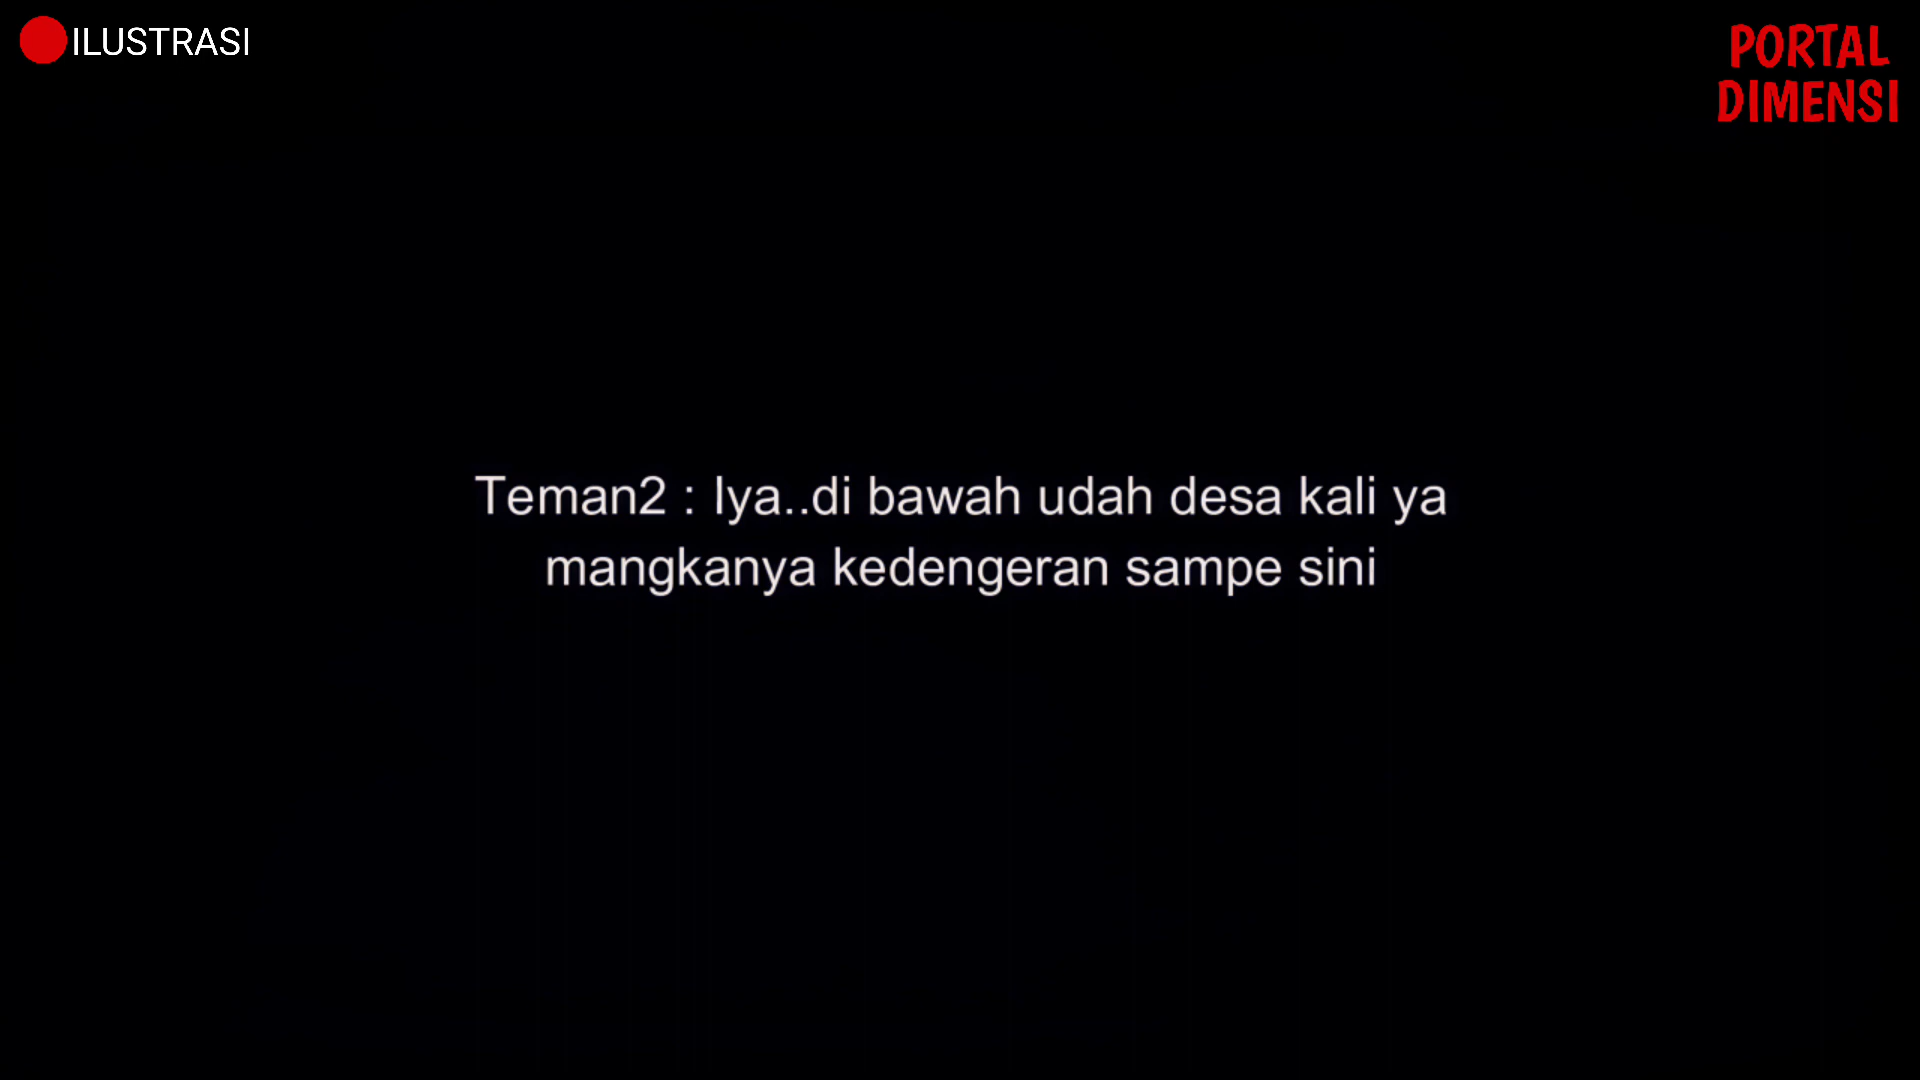 ILUSTRASI
PORTAL
DIMENSI
Teman2 : Iya..di bawah udah desa kali ya
mangkanya kedengeran sampe sini